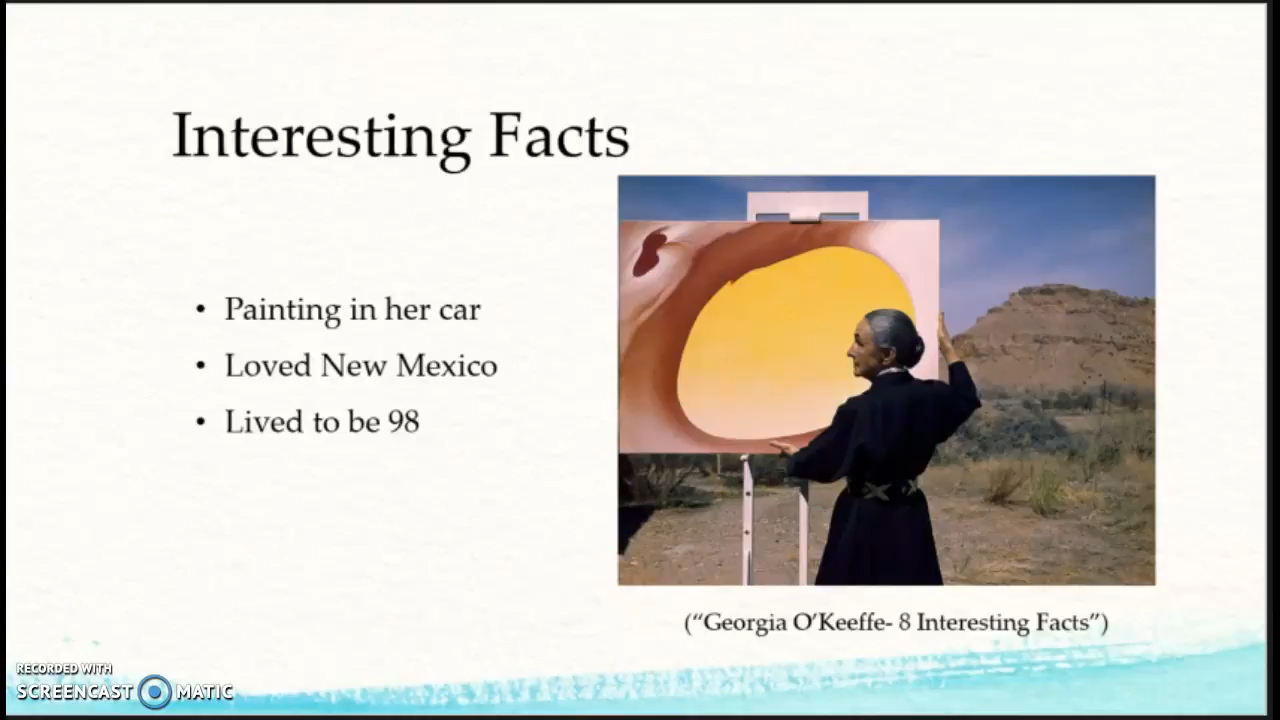 Interesting Facts
• Painting in her car
• Loved New Mexico
• Lived to be 98
(“Georgia O’Keeffe- 8 Interesting Facts”)
RECORDED WITH
SCREENCAST MATIC